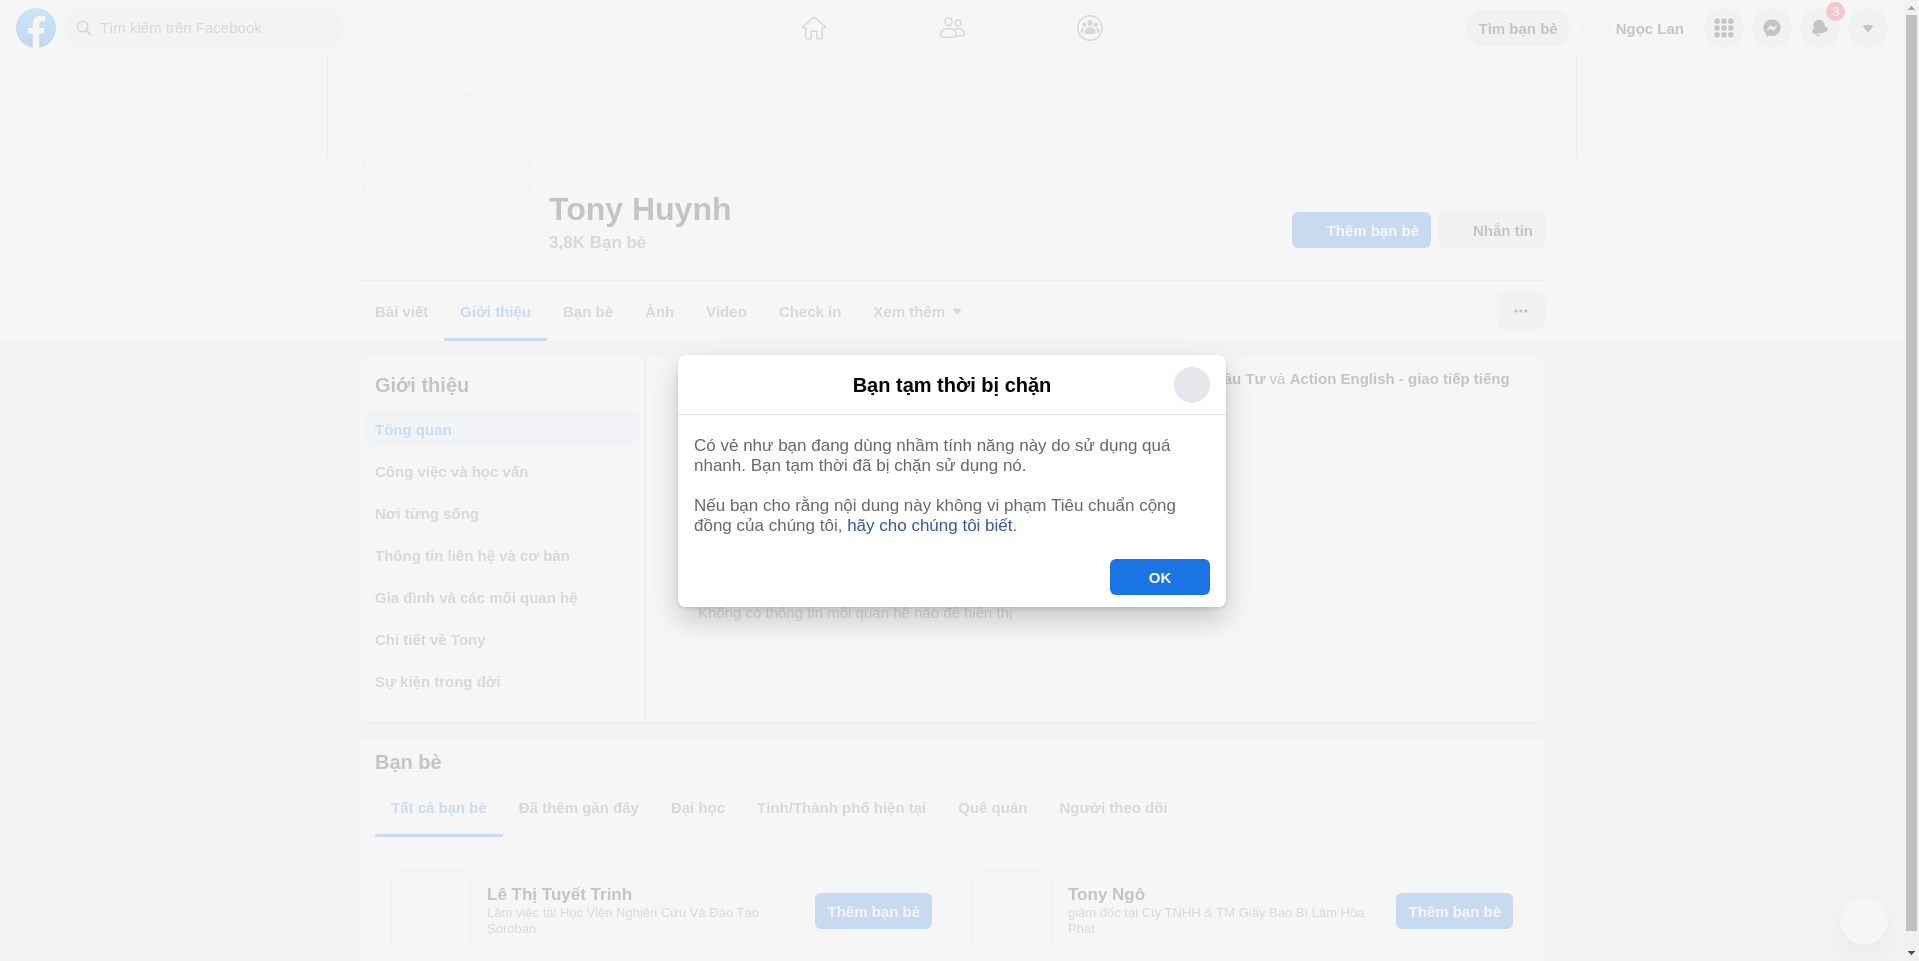 Tìm kiếm trên Facebook
Tìm bạn bè
Ngọc Lan
3
Tony Huynh
3,8K Bạn bè
Thêm bạn bè
Nhắn tin
Bài viết
Giới thiệu
Bạn bè
Ảnh
Video
Check in
Xem thêm
Giới thiệu
Tổng quan
Công việc và học vấn
Nơi từng sống
Thông tin liên hệ và cơ bản
Gia đình và các mối quan hệ
Chi tiết về Tony
Sự kiện trong đời
Tư và Action English - giao tiếp tiếng
Bạn tạm thời bị chặn
Có vẻ như bạn đang dùng nhầm tính năng này do sử dụng quá
nhanh. Bạn tạm thời đã bị chặn sử dụng nó.
Nếu bạn cho rằng nội dung này không vi phạm Tiêu chuẩn cộng
đồng của chúng tôi, hãy cho chúng tôi biết.
OK
Không có thông tin mối quan hệ nào để hiển thị
Bạn bè
Tất cả bạn bè
Đã thêm gần đây
Đại học
Tỉnh/Thành phố hiện tại
Quê quán
Người theo dõi
Lê Thị Tuyết Trinh
Làm việc tại Học Viện Nghiên Cứu Và Đào Tạo
Soroban
Thêm bạn bè
Tony Ngô
giám đốc tại Cty TNHH & TM Giấy Bao Bì Lâm Hòa
Phát
Thêm bạn bè